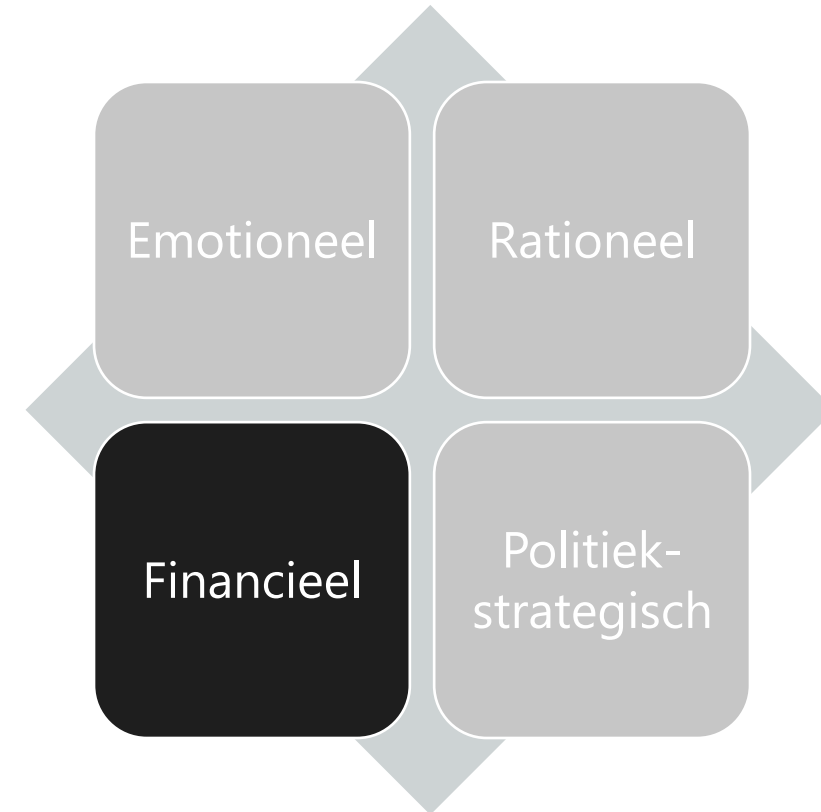 Emotioneel
Rationeel
Financieel
Politiek-
strategisch